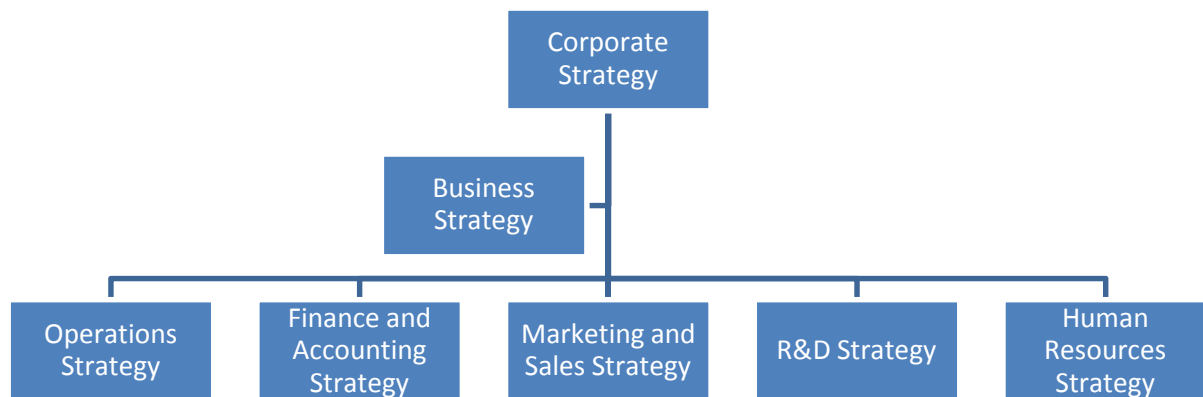 Corporate
Strategy
Business
Strategy
Operations
Strategy
Finance and
Accounting
Strategy
Marketing and
Sales Strategy
R&D Strategy
Human
Resources
Strategy